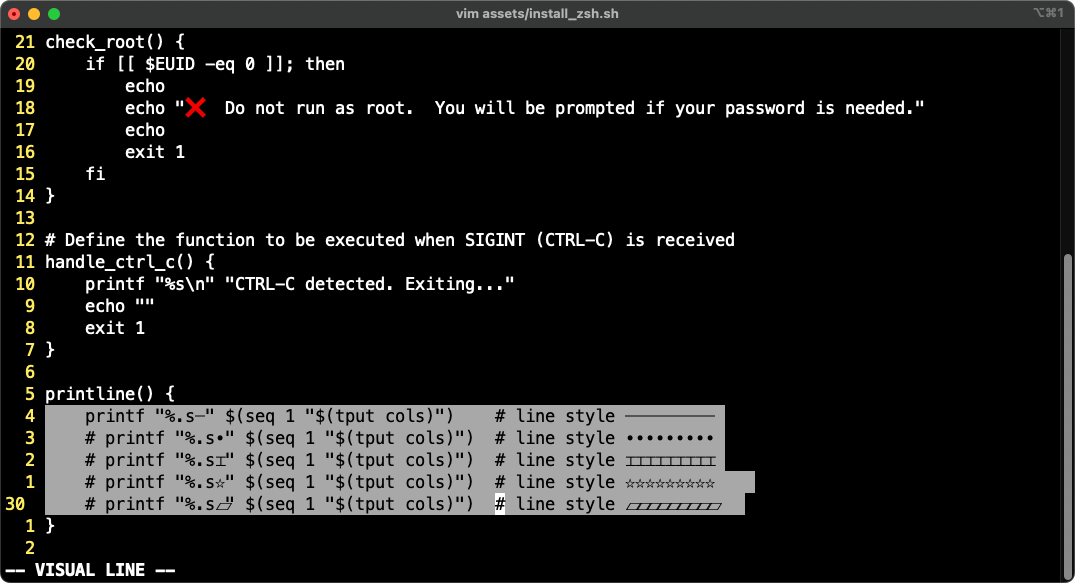 vim assets/install_zsh.sh ⌥⌘1
21 check_root() {
20     if [[ $EUID -eq 0 ]]; then
19         echo
18         echo "❌  Do not run as root.  You will be prompted if your password is needed."
17         echo
16         exit 1
15     fi
14 }
13
12 # Define the function to be executed when SIGINT (CTRL-C) is received
11 handle_ctrl_c() {
10     printf "%s\n" "CTRL-C detected. Exiting..."
9     echo ""
8     exit 1
7 }
6
5 printline() {
4     printf "%.s─" $(seq 1 "$(tput cols)")    # line style ─────────
3     # printf "%.s•" $(seq 1 "$(tput cols)")  # line style •••••••••
2     # printf "%.s⌶" $(seq 1 "$(tput cols)")  # line style ⌶⌶⌶⌶⌶⌶⌶⌶⌶
1     # printf "%.s☆" $(seq 1 "$(tput cols)")  # line style ☆☆☆☆☆☆☆☆☆
30     # printf "%.s▱" $(seq 1 "$(tput cols)")  # line style ▱▱▱▱▱▱▱▱▱
1 }
2
-- VISUAL LINE --